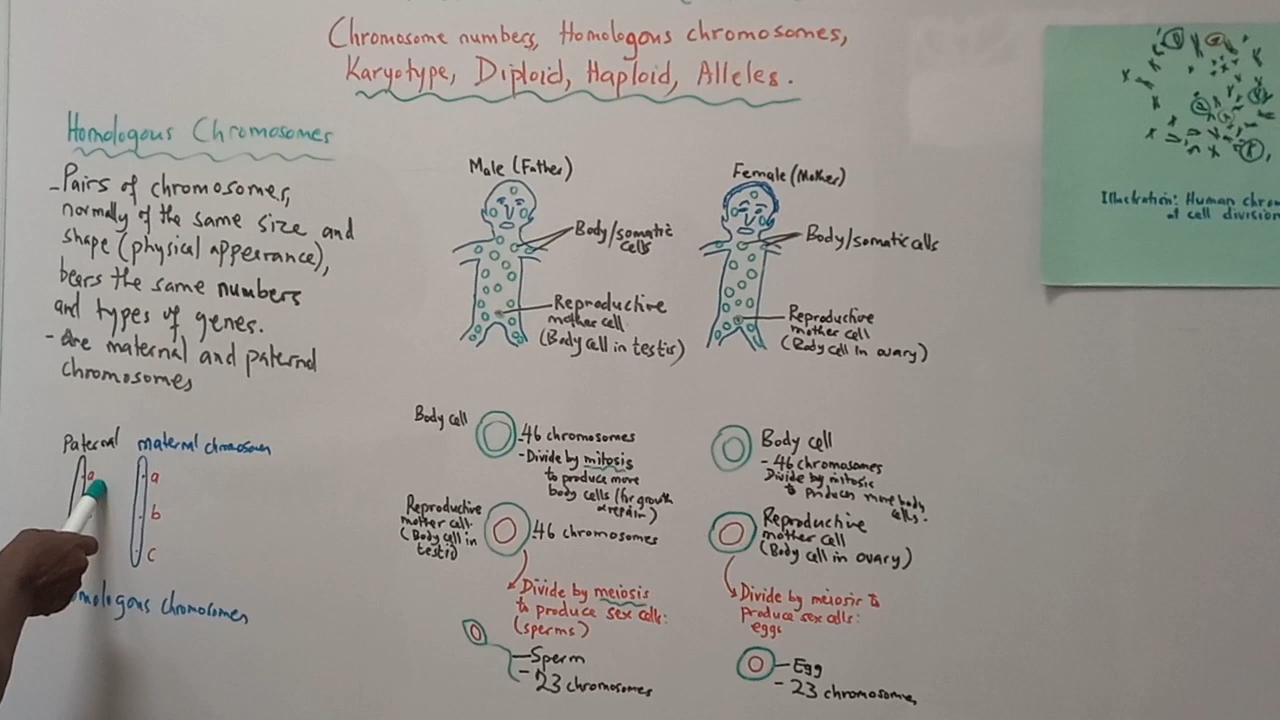 Chromosome numbers, Homologous chromosomes,
Karyotype, Diploid, Haploid, Alleles.
Homologous Chromosomes
- Pairs of chromosomes,
normally of the same size and
shape (physical appearance),
bears the same numbers
and types of genes.
- Are maternal and paternal
chromosomes
Paternal
maternal chromosomes
a
a
b
c
mologous chromosomes
Male (Father)
Body/somatic
cells
Reproductive
mother cell
(Body cell in testis)
Female (Mother)
Body/somatic cells
Reproductive
mother cell
(Body cell in ovary)
Body cell
- 46 chromosomes
- Divide by mitosis
to produce more
body cells (for growth
& repair)
Reproductive
mother cell
(Body cell in
testis)
46 chromosomes
Divide by meiosis
to produce sex cells:
(sperms)
Sperm
- 23 chromosomes
Body cell
- 46 chromosomes
Divide by mitosis
to produces more body
cells.
Reproductive
mother cell
(Body cell in ovary)
Divide by meiosis to
produce sex cells:
eggs
Egg
- 23 chromosomes
Illustration: Human chrom
at cell division